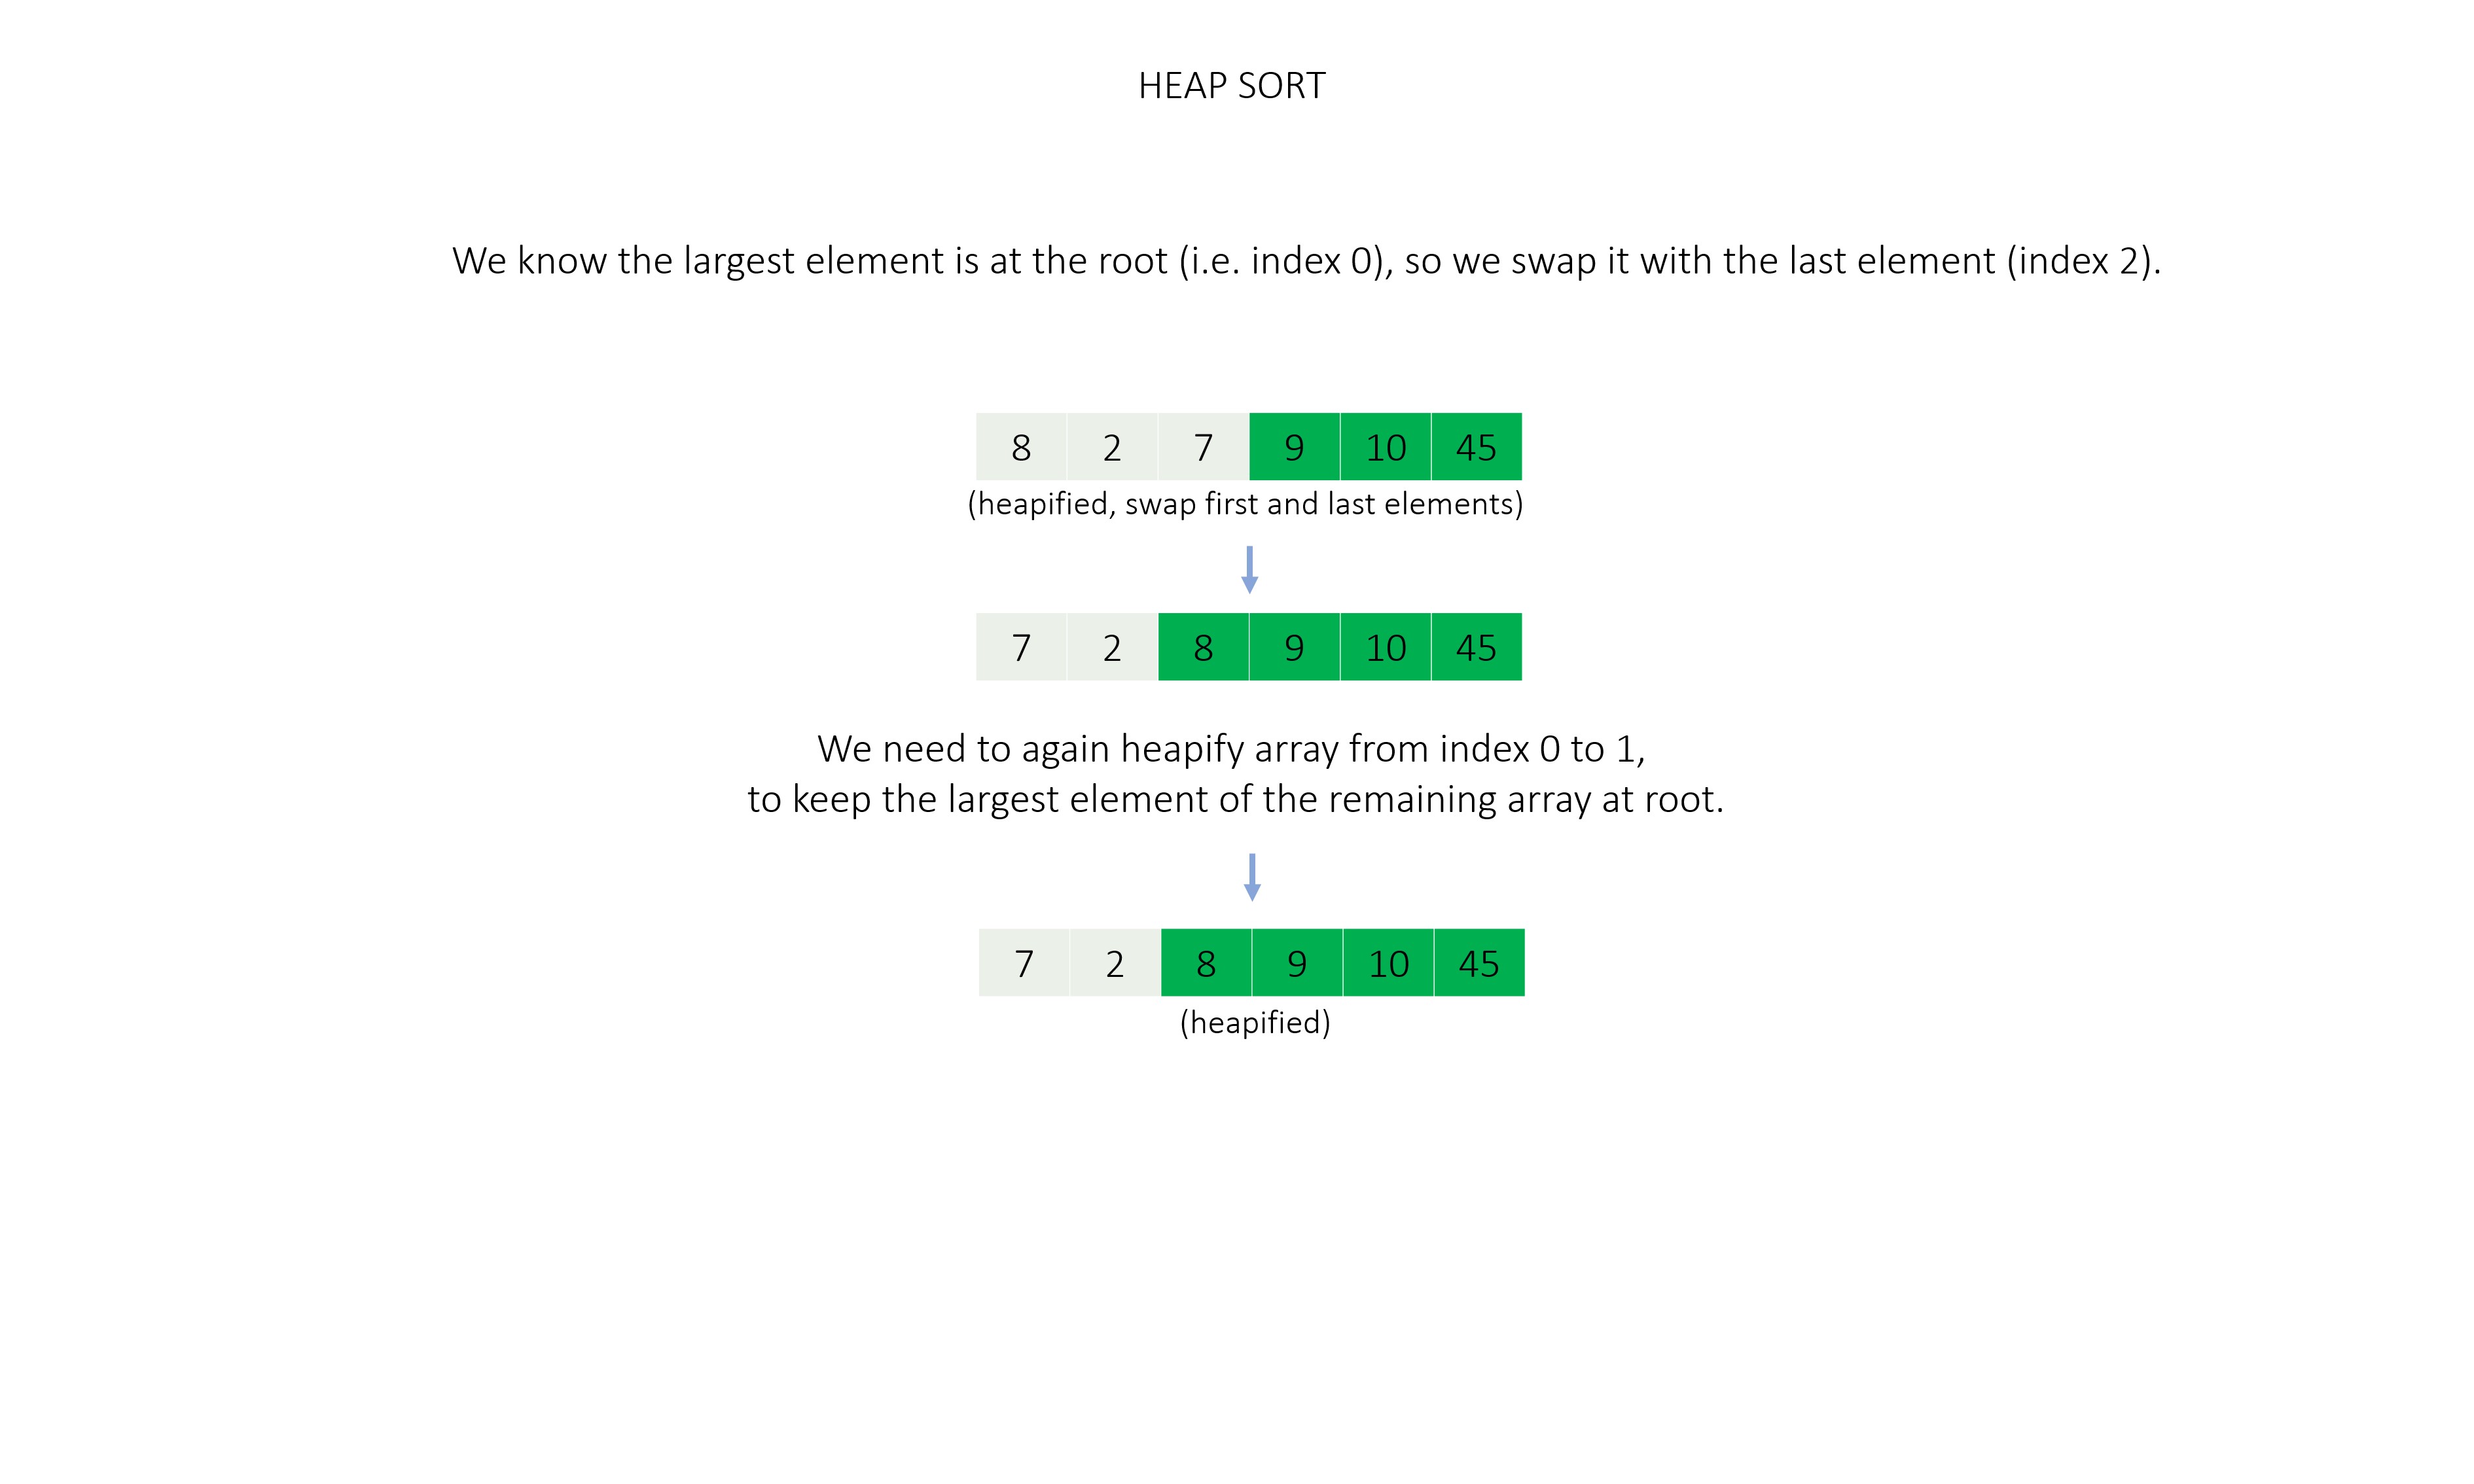 HEAP SORT
We know the largest element is at the root (i.e. index 0), so we swap it with the last element (index 2).
8 2 7 9 10 45
(heapified, swap first and last elements)
7 2 8 9 10 45
We need to again heapify array from index 0 to 1,
to keep the largest element of the remaining array at root.
7 2 8 9 10 45
(heapified)